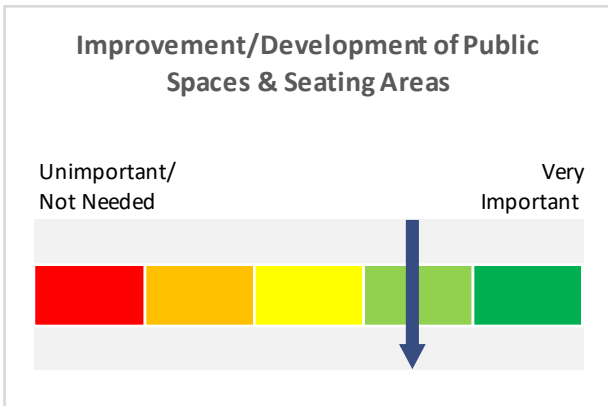 Improvement/Development of Public
Spaces & Seating Areas
Unimportant/
Not Needed
Very
Important